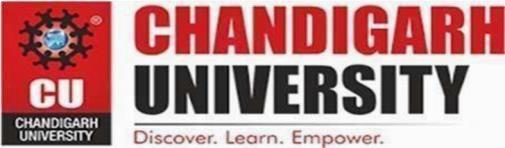 ®
CU
CHANDIGARH
UNIVERSITY
CHANDIGARH
UNIVERSITY
Discover. Learn. Empower.